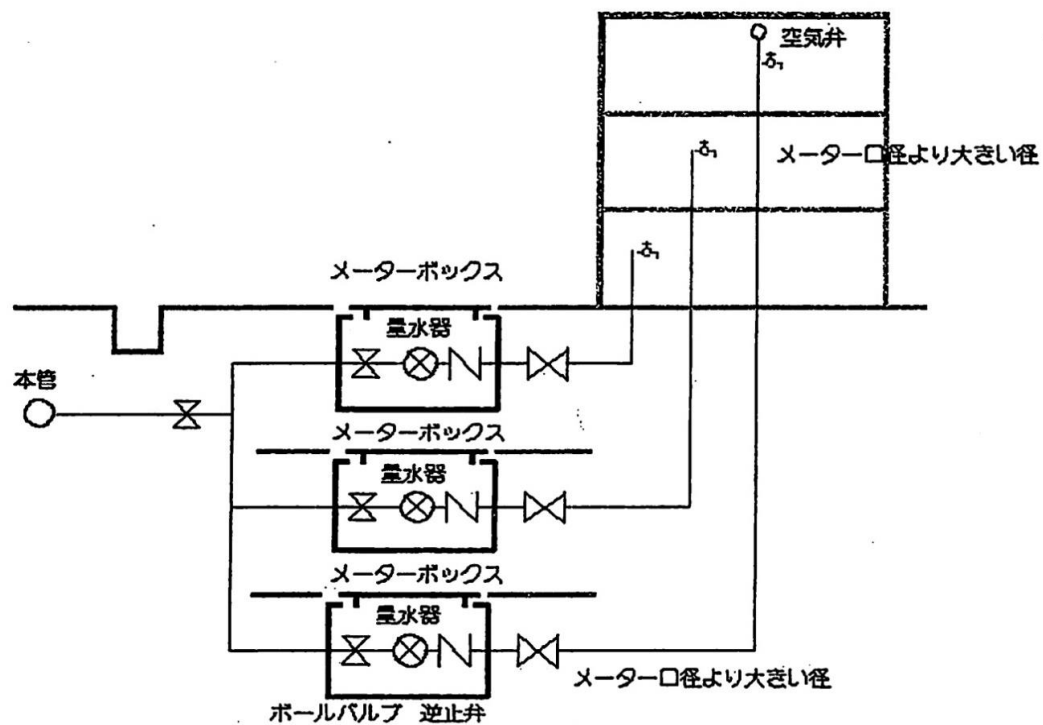 空気弁
メーター口径より大きい径
メーターボックス
量水器
本管
メーターボックス
量水器
メーターボックス
量水器
メーター口径より大きい径
ボールバルブ 逆止弁